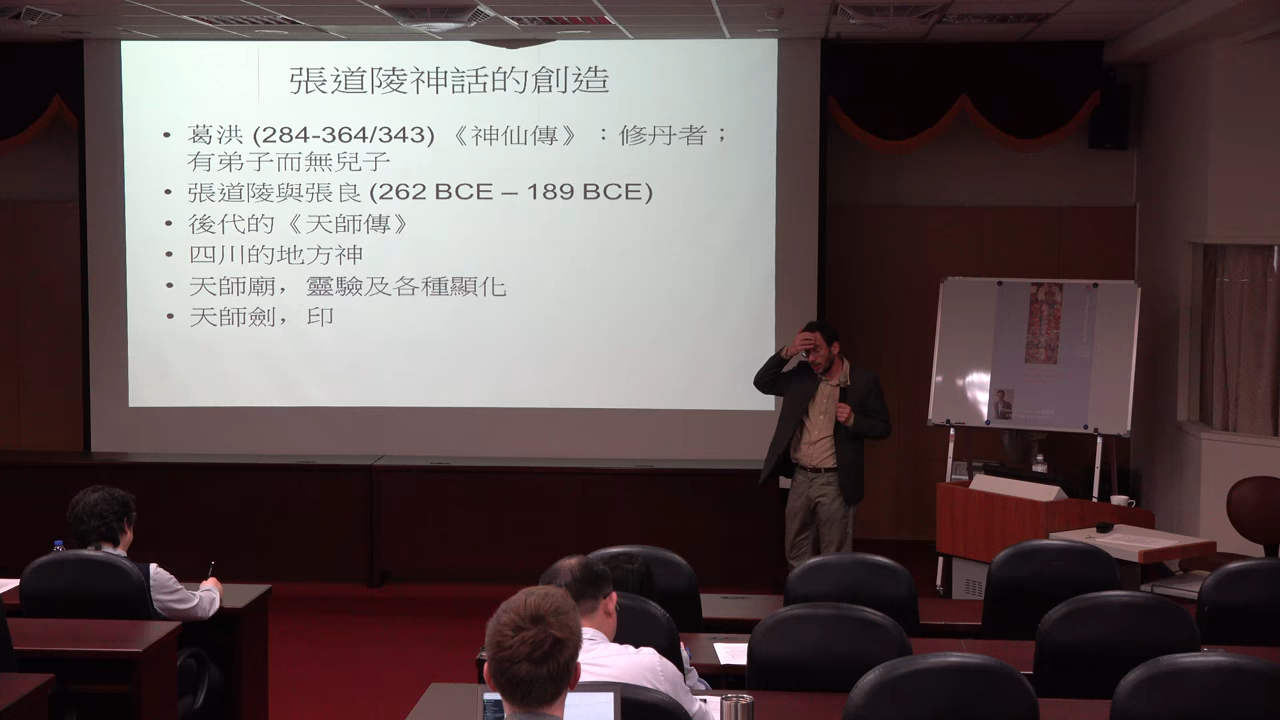 張道陵神話的創造
• 葛洪 (284-364/343) 《神仙傳》：修丹者；
有弟子而無兒子
• 張道陵與張良 (262 BCE – 189 BCE)
• 後代的《天師傳》
• 四川的地方神
• 天師廟，靈驗及各種顯化
• 天師劍，印